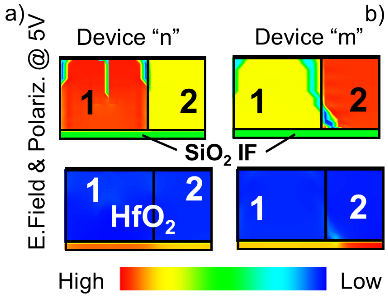 a)
Device "n"
Device "m"
b)
E.Field & Polariz. @ 5V
1
2
1
2
SiO₂ IF
1
2
1
2
HfO₂
High
Low